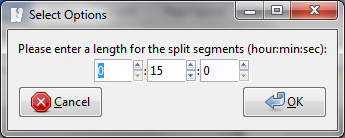 Select Options
Please enter a length for the split segments (hour:min:sec):
0 : 15 : 0
Cancel OK